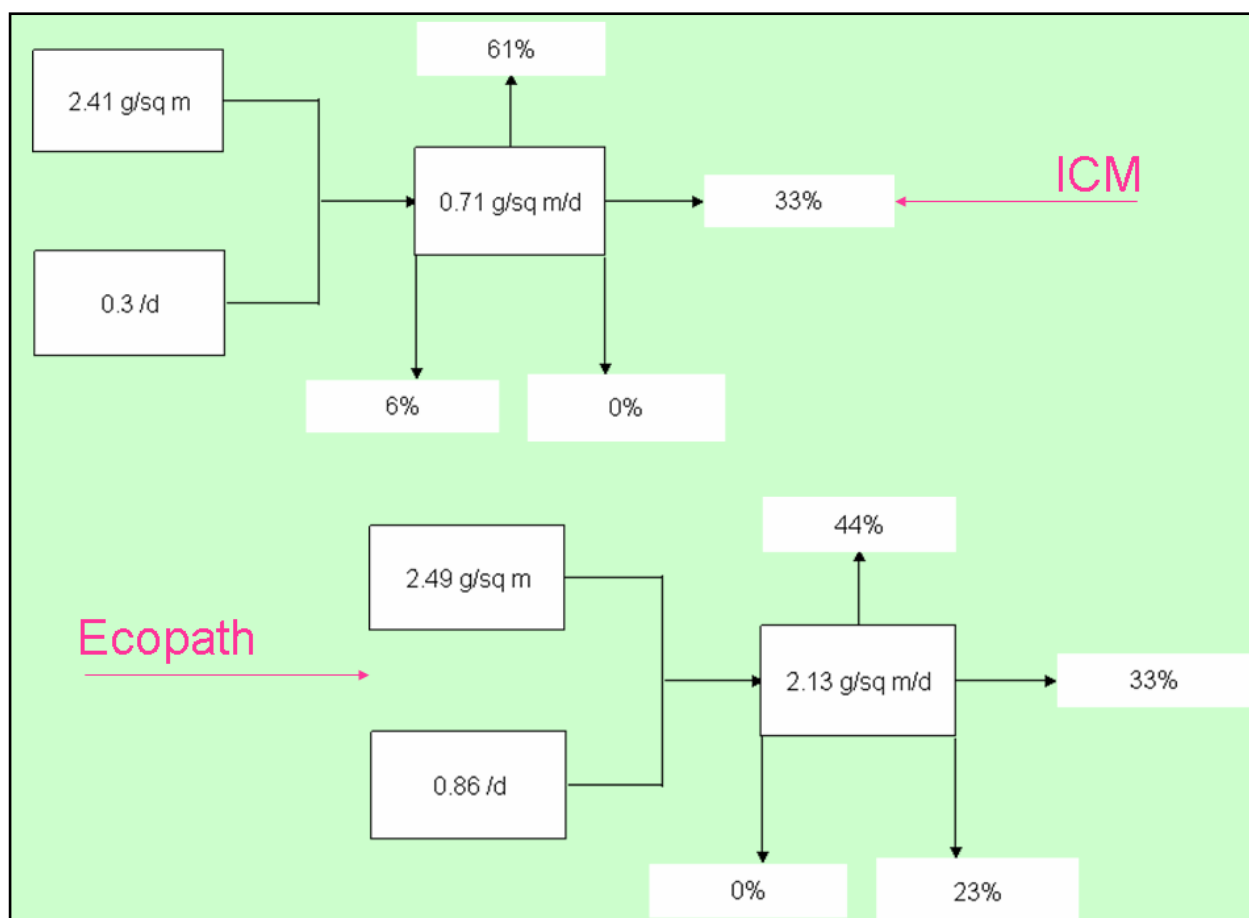 61%
2.41 g/sq m
ICM
0.71 g/sq m/d
33%
0.3 /d
6%
0%
44%
2.49 g/sq m
Ecopath
2.13 g/sq m/d
33%
0.86 /d
0%
23%